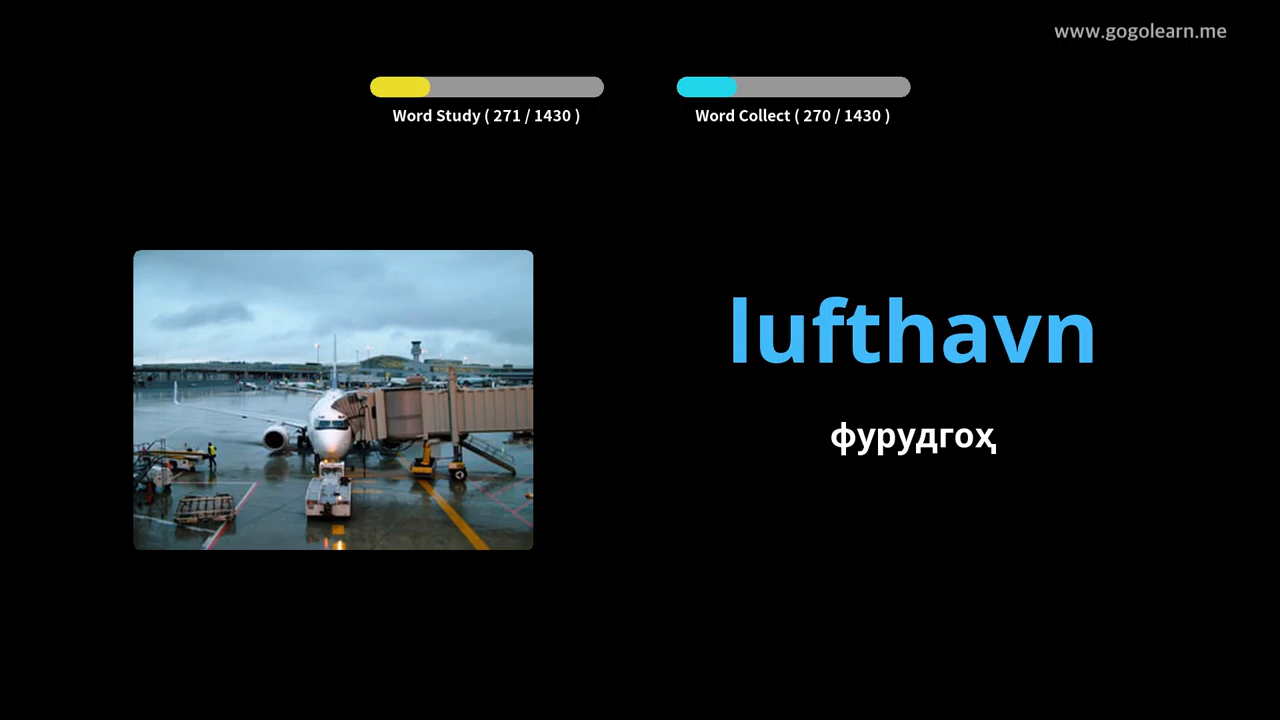 www.gogolearn.me
Word Study ( 271 / 1430 )
Word Collect ( 270 / 1430 )
lufthavn
фурудгоҳ